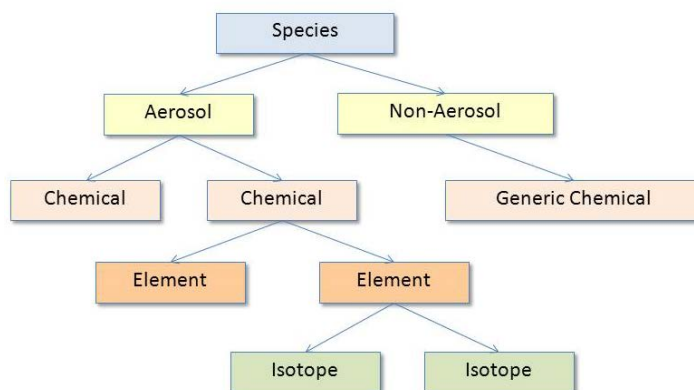 Species
Aerosol
Non-Aerosol
Chemical
Chemical
Generic Chemical
Element
Element
Isotope
Isotope